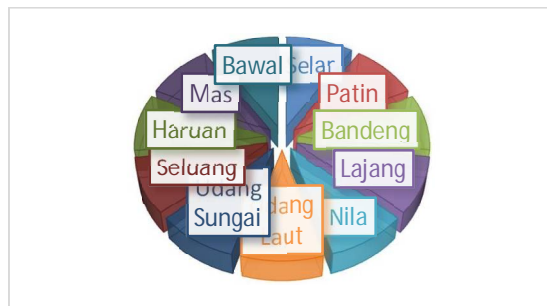 Bawal
Selar
Patin
Bandeng
Lajang
Nila
Udang
Laut
Udang
Sungai
Seluang
Haruan
Mas